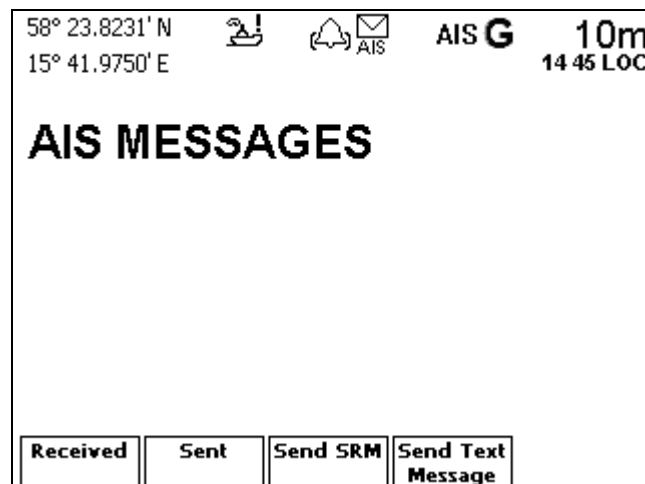 58° 23.8231' N AIS AIS G 10m
15° 41.9750' E 14 45 LOC
AIS MESSAGES
Received Sent Send SRM Send Text
Message